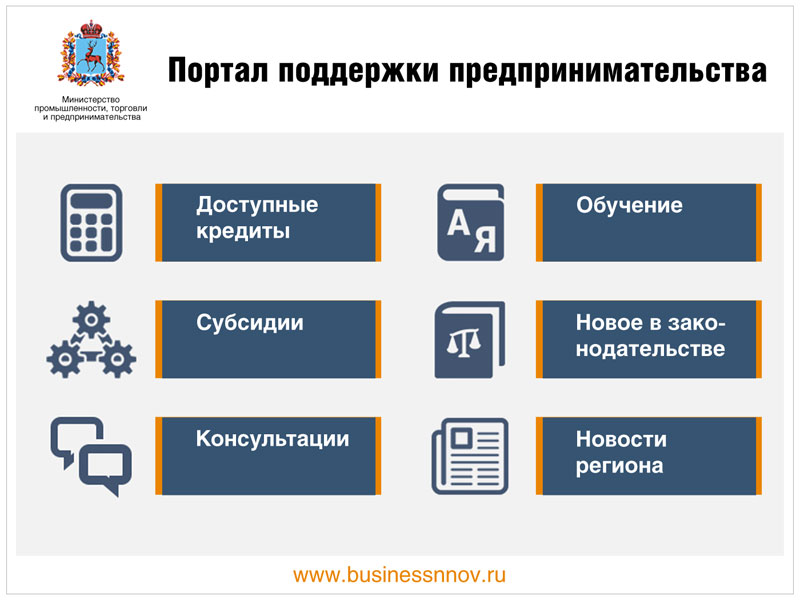 Портал поддержки предпринимательства
Министерство
промышленности, торговли
и предпринимательства
Доступные
кредиты
А
Я
Обучение
Субсидии
Новое в зако-
нодательстве
Консультации
Новости
региона
www.businessnnov.ru